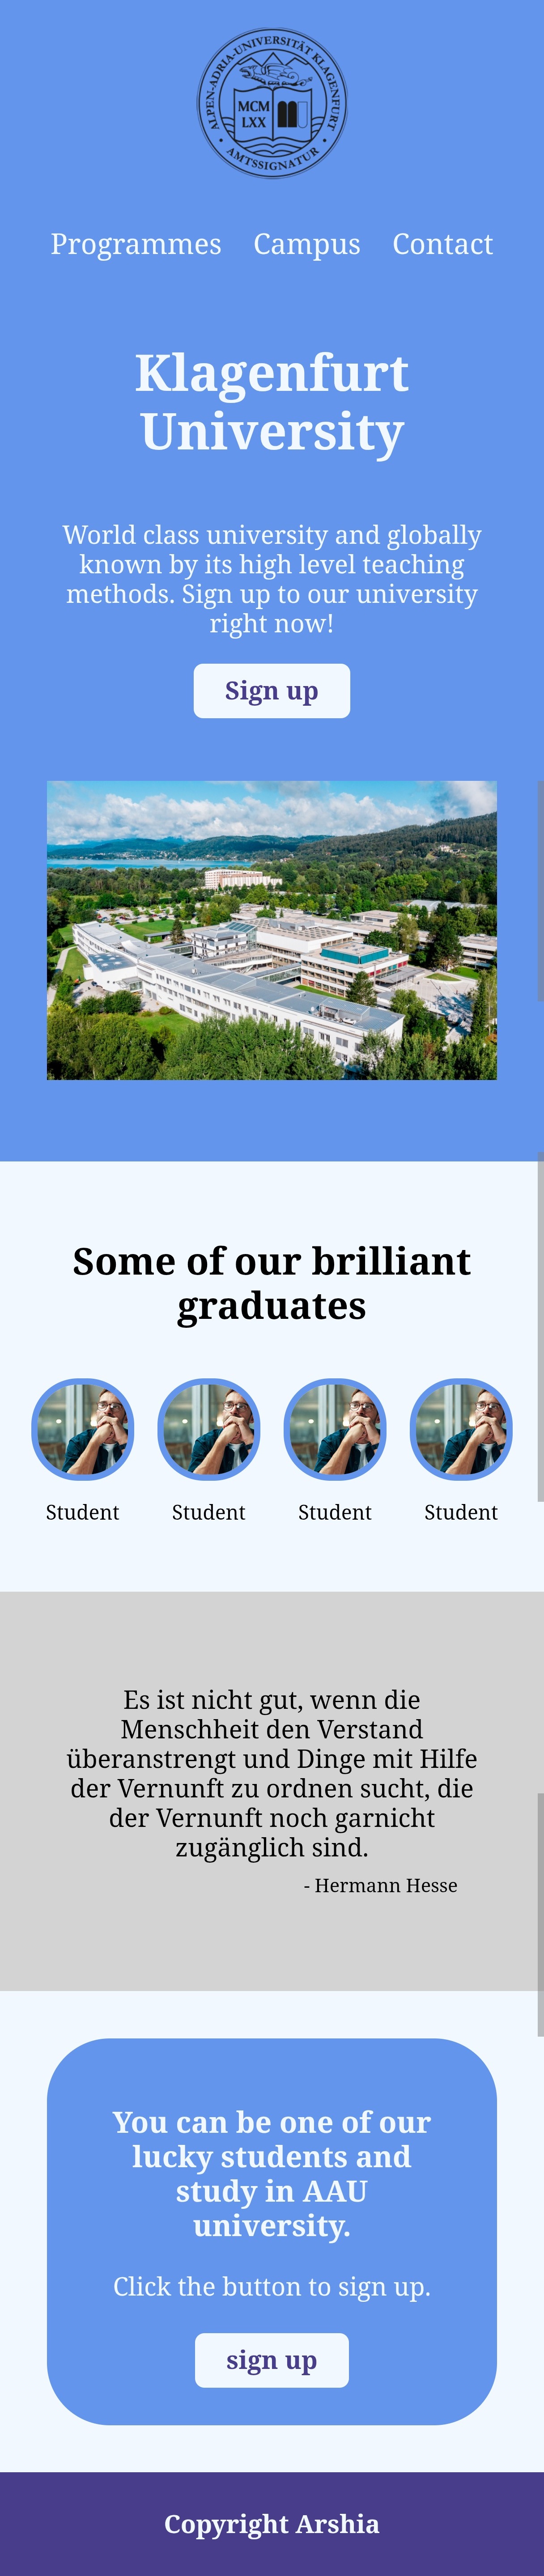 ALPEN-ADRIA-UNIVERSITÄT KLAGENFURT
MCM
LXX
AMTSSIGNATUR
Programmes Campus Contact
Klagenfurt
University
World class university and globally
known by its high level teaching
methods. Sign up to our university
right now!
Sign up
Some of our brilliant
graduates
Student Student Student Student
Es ist nicht gut, wenn die
Menschheit den Verstand
überanstrengt und Dinge mit Hilfe
der Vernunft zu ordnen sucht, die
der Vernunft noch garnicht
zugänglich sind.
- Hermann Hesse
You can be one of our
lucky students and
study in AAU
university.
Click the button to sign up.
sign up
Copyright Arshia